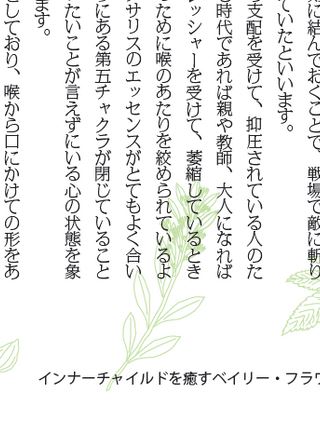 に結んでおくことで、戦場で敵に斬り
ていたといいます。
支配を受けて、抑圧されている人のた
時代であれば親や教師、大人になれば
ッシャーを受けて、萎縮しているとき
ために喉のあたりを絞められているよ
サリスのエッセンスがとてもよく合い
にある第五チャクラが閉じていること
たいことが言えずにいる心の状態を象
ます。
しており、喉から口にかけての形をあ
インナーチャイルドを癒すベイリー・フラワ